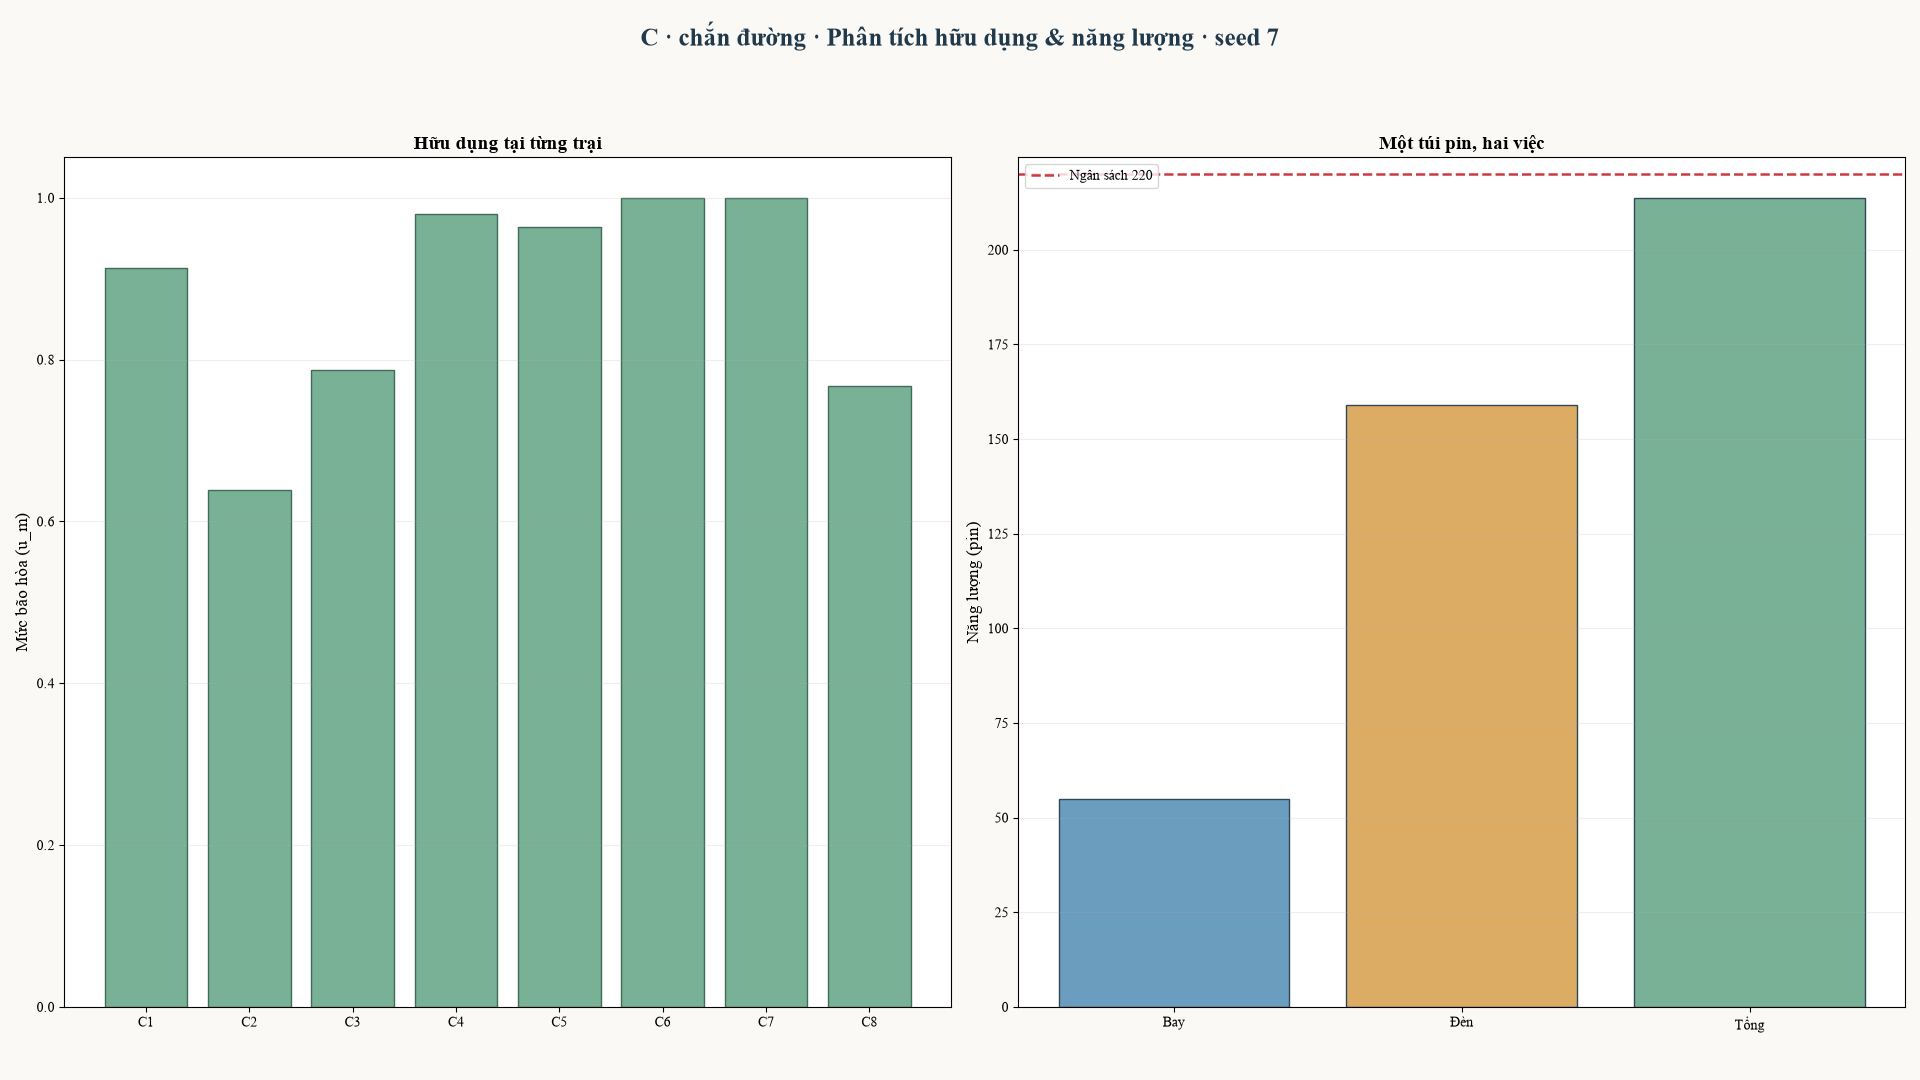 C · chắn đường · Phân tích hữu dụng & năng lượng · seed 7
Hữu dụng tại từng trại
Mức bão hòa (u_m)
1.0
0.8
0.6
0.4
0.2
0.0
C1 C2 C3 C4 C5 C6 C7 C8
Một túi pin, hai việc
Ngân sách 220
Năng lượng (pin)
200
175
150
125
100
75
50
25
0
Bay Đèn Tổng